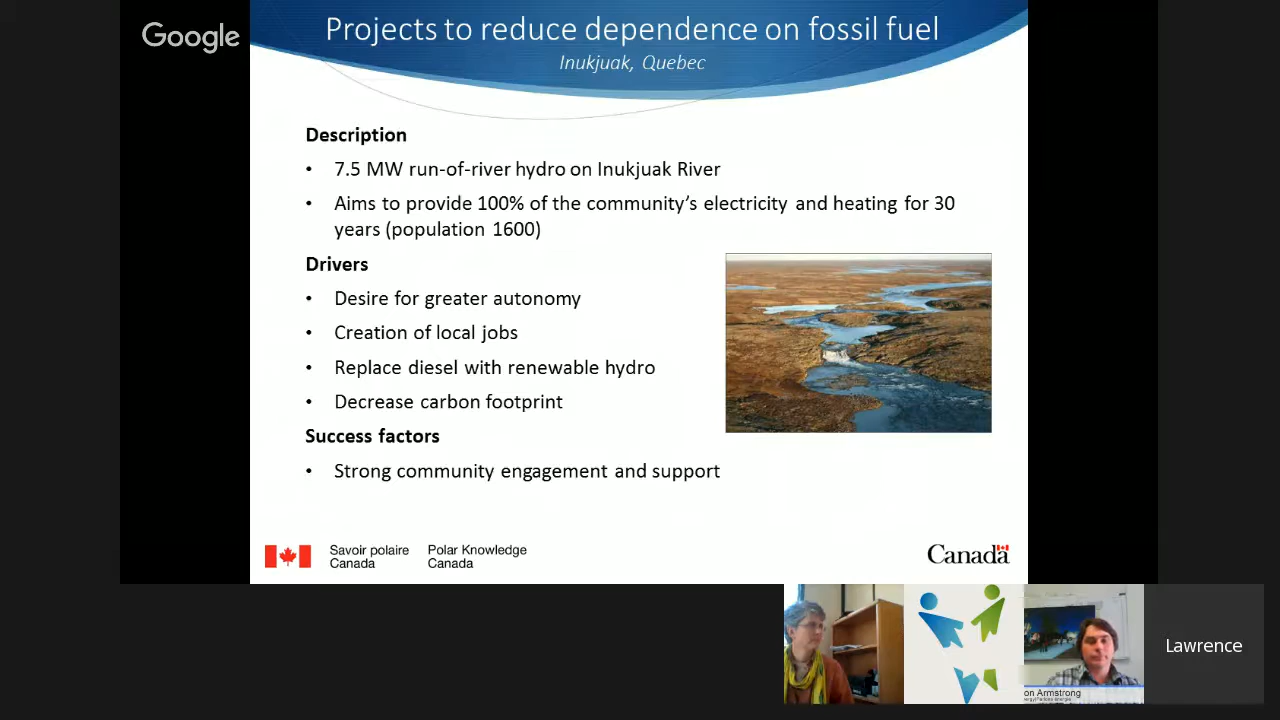 Google
Projects to reduce dependence on fossil fuel
Inukjuak, Quebec
Description
• 7.5 MW run-of-river hydro on Inukjuak River
• Aims to provide 100% of the community's electricity and heating for 30
years (population 1600)
Drivers
• Desire for greater autonomy
• Creation of local jobs
• Replace diesel with renewable hydro
• Decrease carbon footprint
Success factors
• Strong community engagement and support
Savoir polaire
Canada
Polar Knowledge
Canada
Canada
on Armstrong
Lawrence